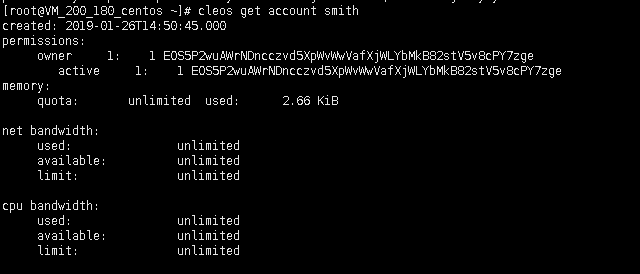 [root@VM_200_180_centos ~]# cleos get account smith
created: 2019-01-26T14:50:45.000
permissions:
owner 1: 1 EOS5P2wuAWrNDncczvd5XpWvWwVafXjWLYbMkB82stV5v8cPY7zge
active 1: 1 EOS5P2wuAWrNDncczvd5XpWvWwVafXjWLYbMkB82stV5v8cPY7zge
memory:
quota: unlimited used: 2.66 KiB
net bandwidth:
used: unlimited
available: unlimited
limit: unlimited
cpu bandwidth:
used: unlimited
available: unlimited
limit: unlimited